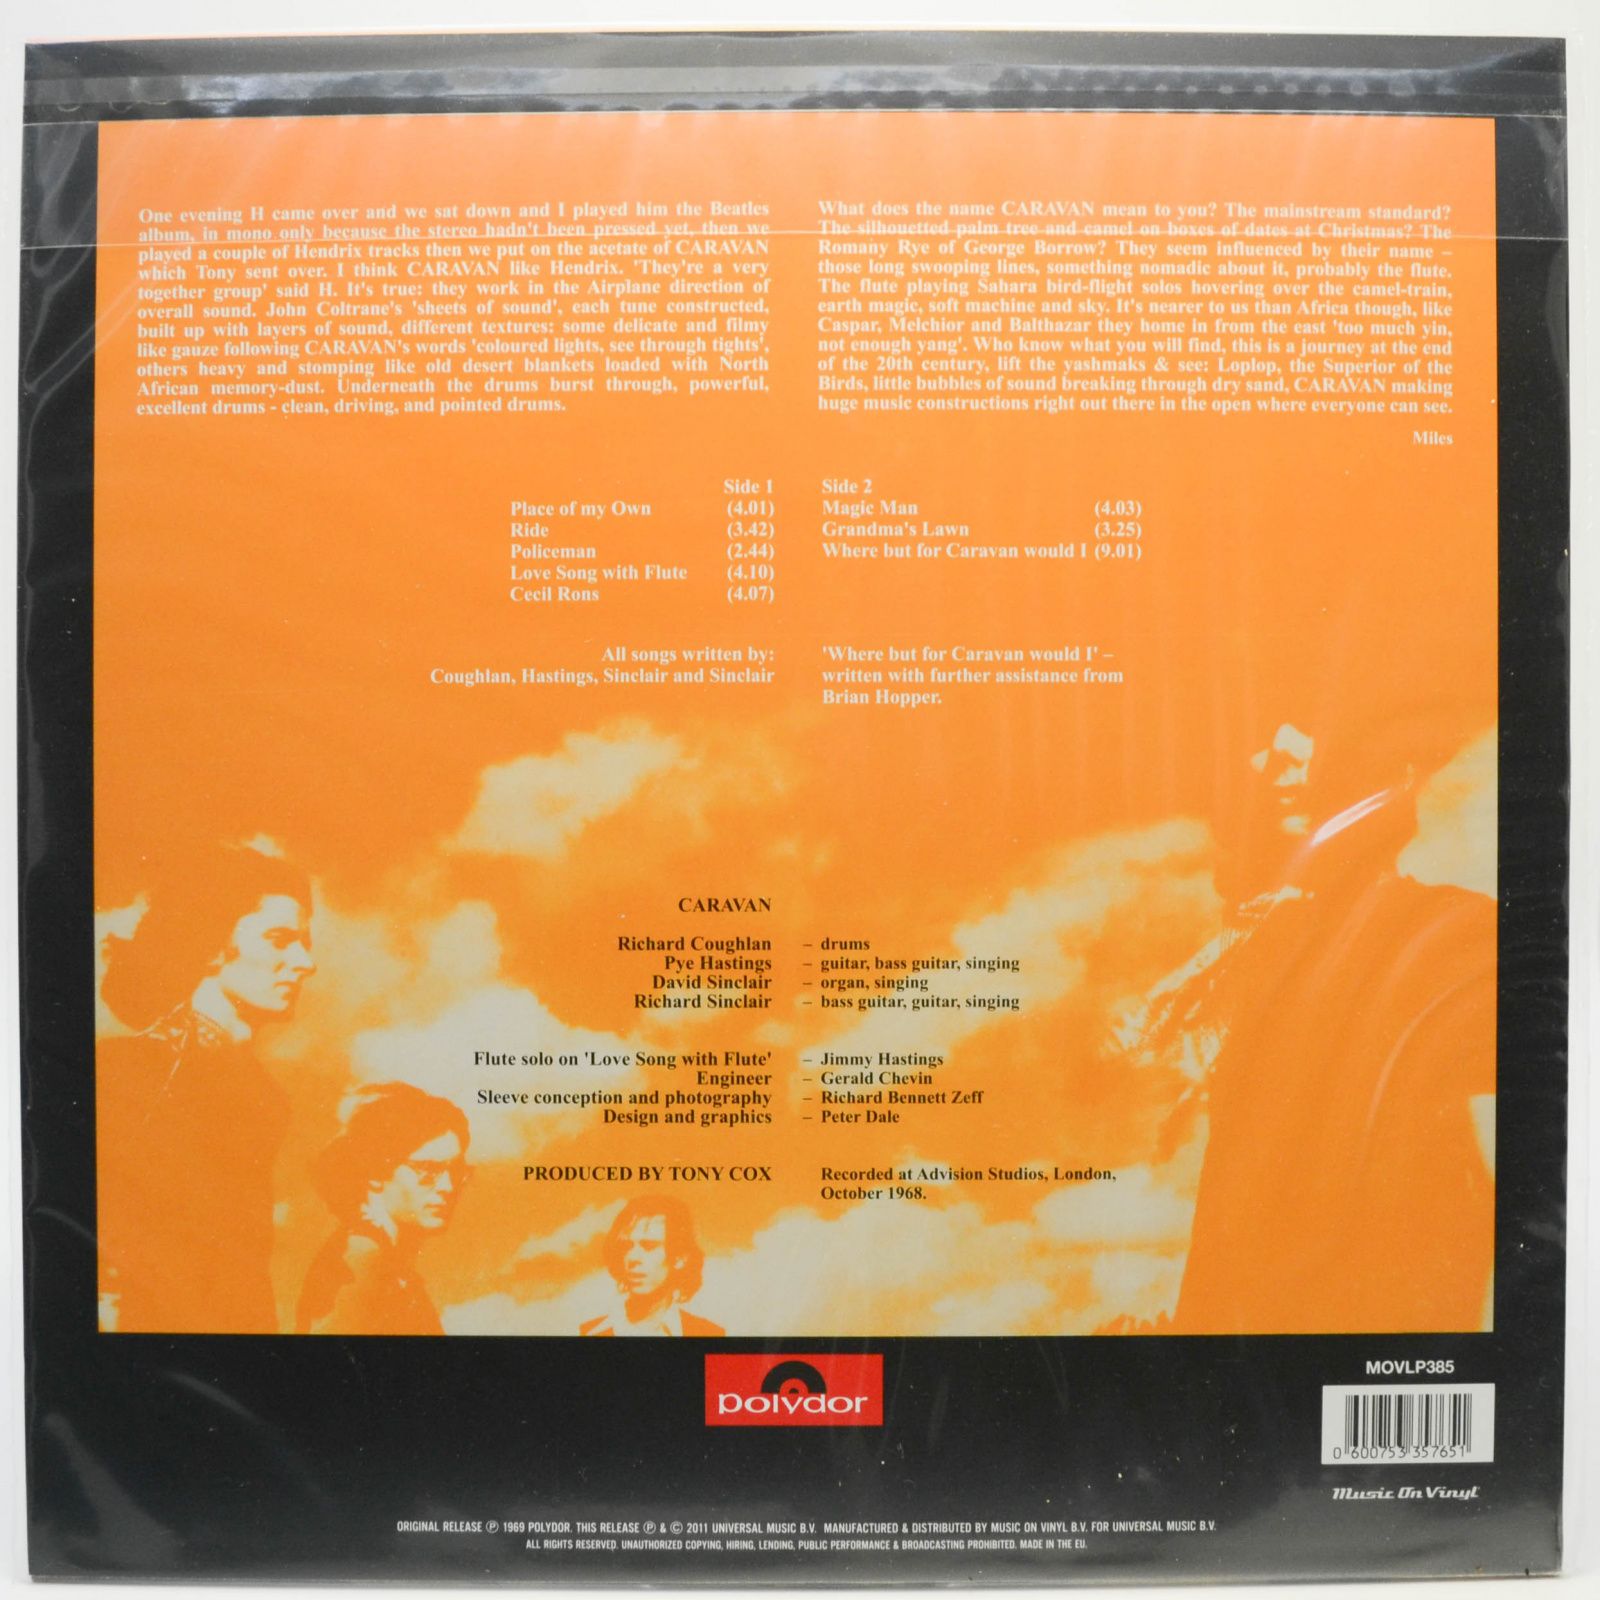 One evening H came over and we sat down and I played him the Beatles
album, in mono only because the stereo hadn't been pressed yet, then we
played a couple of Hendrix tracks then we put on the acetate of CARAVAN
which Tony sent over. I think CARAVAN like Hendrix. 'They're a very
together group' said H. It's true: they work in the Airplane direction of
overall sound. John Coltrane's 'sheets of sound', each tune constructed,
built up with layers of sound, different textures: some delicate and filmy
like gauze following CARAVAN's words 'coloured lights, see through tights',
others heavy and stomping like old desert blankets loaded with North
African memory-dust. Underneath the drums burst through, powerful,
excellent drums - clean, driving, and pointed drums.
What does the name CARAVAN mean to you? The mainstream standard?
The silhouetted palm tree and camel on boxes of dates at Christmas? The
Romany Rye of George Borrow? They seem influenced by their name –
those long swooping lines, something nomadic about it, probably the flute.
The flute playing Sahara bird-flight solos hovering over the camel-train,
earth magic, soft machine and sky. It's nearer to us than Africa though, like
Caspar, Melchior and Balthazar they home in from the east 'too much yin,
not enough yang'. Who know what you will find, this is a journey at the end
of the 20th century, lift the yashmaks & see: Loplop, the Superior of the
Birds, little bubbles of sound breaking through dry sand, CARAVAN making
huge music constructions right out there in the open where everyone can see.
Miles
Side 1
Place of my Own (4.01)
Ride (3.42)
Policeman (2.44)
Love Song with Flute (4.10)
Cecil Rons (4.07)
Side 2
Magic Man (4.03)
Grandma's Lawn (3.25)
Where but for Caravan would I (9.01)
All songs written by:
Coughlan, Hastings, Sinclair and Sinclair
'Where but for Caravan would I' –
written with further assistance from
Brian Hopper.
CARAVAN
Richard Coughlan – drums
Pye Hastings – guitar, bass guitar, singing
David Sinclair – organ, singing
Richard Sinclair – bass guitar, guitar, singing
Flute solo on 'Love Song with Flute' – Jimmy Hastings
Engineer – Gerald Chevin
Sleeve conception and photography – Richard Bennett Zeff
Design and graphics – Peter Dale
PRODUCED BY TONY COX
Recorded at Advision Studios, London,
October 1968.
polydor
MOVLP385
0 600753 357651
Music On Vinyl
ORIGINAL RELEASE ℗ 1969 POLYDOR. THIS RELEASE ℗ & © 2011 UNIVERSAL MUSIC B.V. MANUFACTURED & DISTRIBUTED BY MUSIC ON VINYL B.V. FOR UNIVERSAL MUSIC B.V.
ALL RIGHTS RESERVED. UNAUTHORIZED COPYING, HIRING, LENDING, PUBLIC PERFORMANCE & BROADCASTING PROHIBITED. MADE IN THE EU.